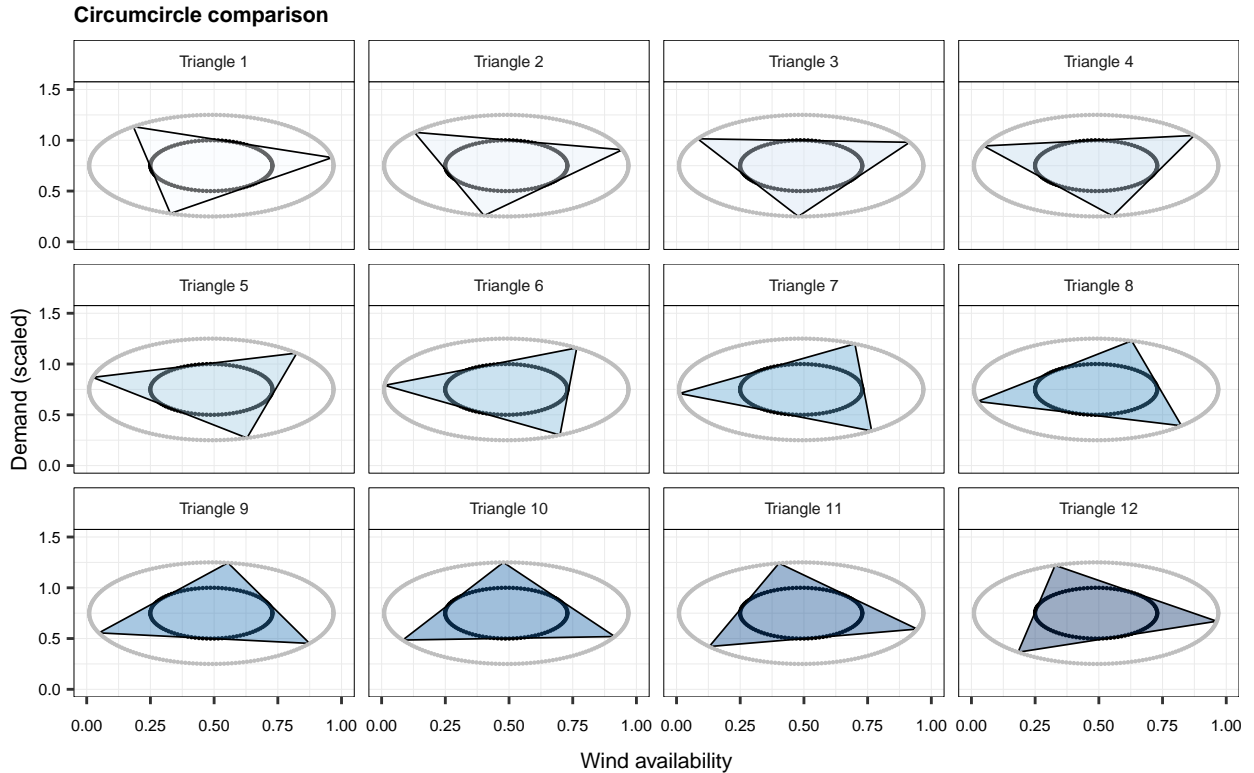 Circumcircle comparison
Triangle 1 Triangle 2 Triangle 3 Triangle 4
1.5
1.0
0.5
0.0
Triangle 5 Triangle 6 Triangle 7 Triangle 8
1.5
1.0
0.5
0.0
Demand (scaled)
Triangle 9 Triangle 10 Triangle 11 Triangle 12
1.5
1.0
0.5
0.0
0.00 0.25 0.50 0.75 1.00 0.00 0.25 0.50 0.75 1.00 0.00 0.25 0.50 0.75 1.00 0.00 0.25 0.50 0.75 1.00
Wind availability